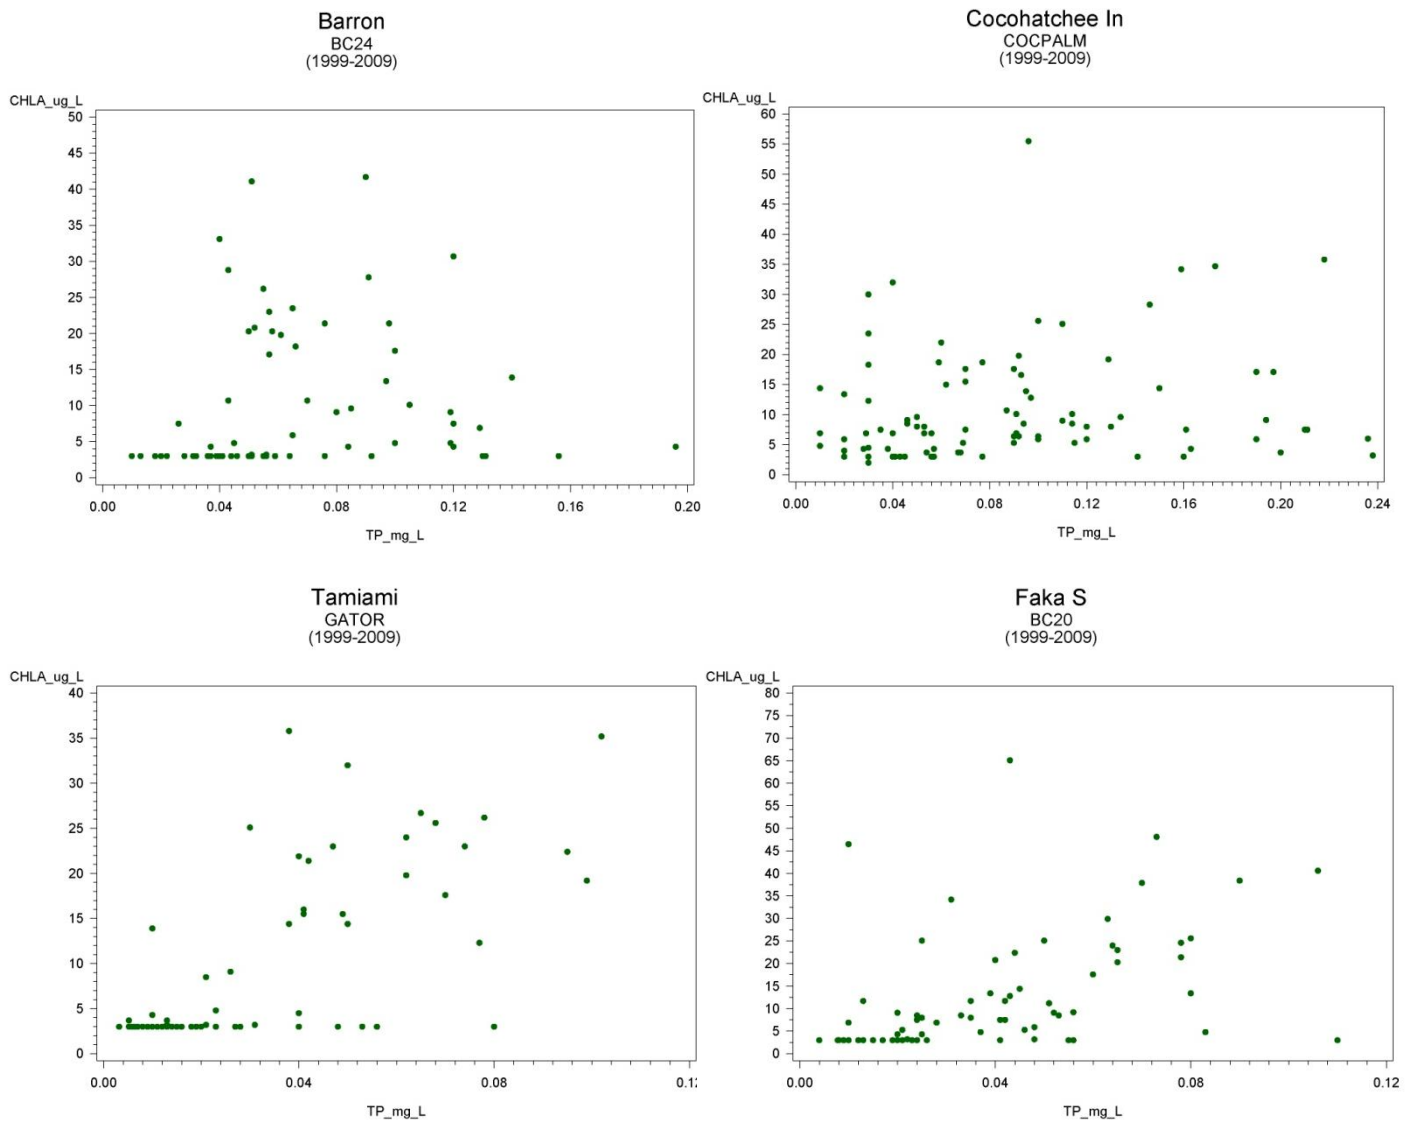 Barron
BC24
(1999-2009)
CHLA_ug_L
50
45
40
35
30
25
20
15
10
5
0
0.00 0.04 0.08 0.12 0.16 0.20
TP_mg_L
Cocohatchee In
COCPALM
(1999-2009)
CHLA_ug_L
60
55
50
45
40
35
30
25
20
15
10
5
0
0.00 0.04 0.08 0.12 0.16 0.20 0.24
TP_mg_L
Tamiami
GATOR
(1999-2009)
CHLA_ug_L
40
35
30
25
20
15
10
5
0
0.00 0.04 0.08
TP_mg_L
Faka S
BC20
(1999-2009)
CHLA_ug_L
80
75
70
65
60
55
50
45
40
35
30
25
20
15
10
5
0
0.00 0.04 0.08 0.12
TP_mg_L